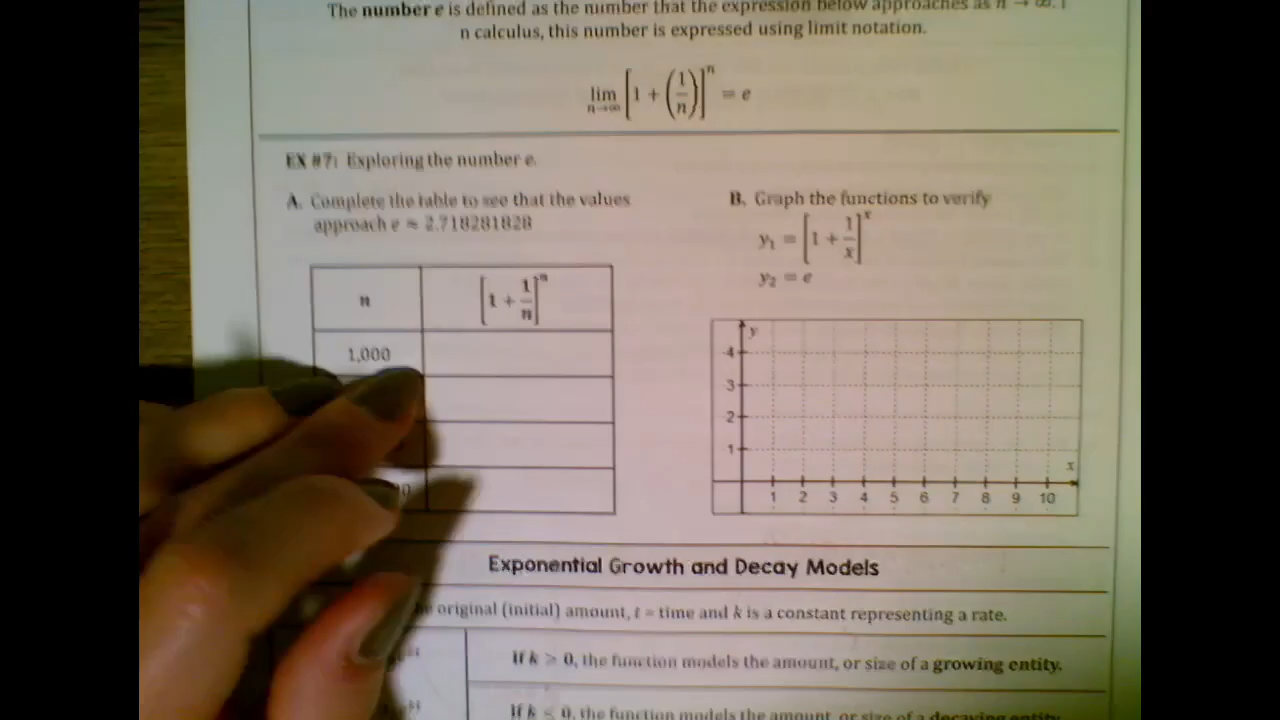 The number e is defined as the number that the expression below approaches as n → ∞. I
n calculus, this number is expressed using limit notation.
lim n→∞ [1 + (1/n)]^n = e
EX #7: Exploring the number e.
A. Complete the table to see that the values
approach e ≈ 2.718281828
n [1 + 1/n]^n
1,000
B. Graph the functions to verify
y₁ = [1 + 1/x]^x
y₂ = e
y
4
3
2
1
x
1 2 3 4 5 6 7 8 9 10
Exponential Growth and Decay Models
original (initial) amount, t = time and k is a constant representing a rate.
If k > 0, the function models the amount, or size of a growing entity.
If k < 0, the function models the amount, or size of a decaying entity